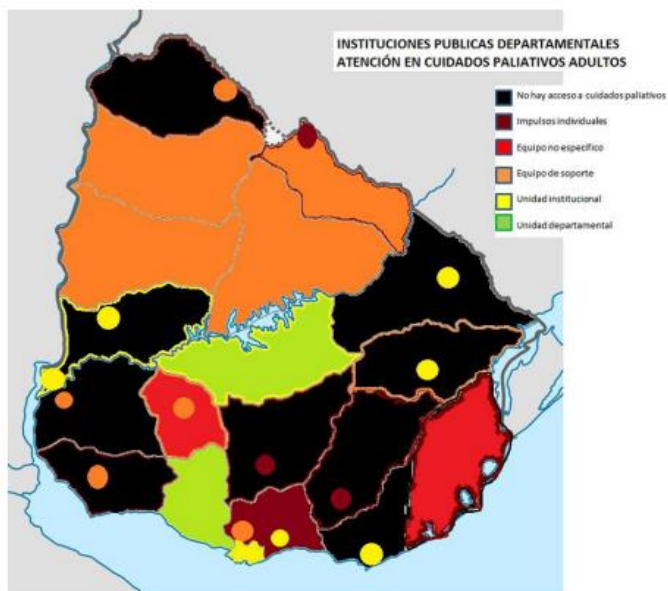 INSTITUCIONES PUBLICAS DEPARTAMENTALES
ATENCIÓN EN CUIDADOS PALIATIVOS ADULTOS
No hay acceso a cuidados paliativos
Impulsos individuales
Equipo no específico
Equipo de soporte
Unidad institucional
Unidad departamental